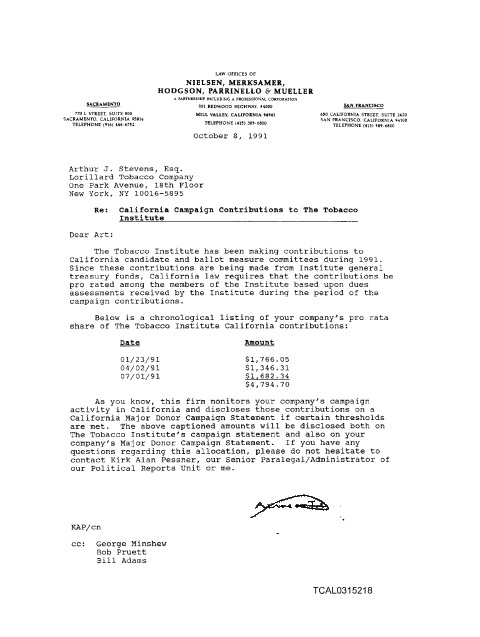 LAW OFFICES OF
NIELSEN, MERKSAMER,
HODGSON, PARRINELLO & MUELLER
A PARTNERSHIP INCLUDING A PROFESSIONAL CORPORATION
SACRAMENTO
770 L STREET, SUITE 800
SACRAMENTO, CALIFORNIA 95814
TELEPHONE (916) 446-6752
591 REDWOOD HIGHWAY, #4000
MILL VALLEY, CALIFORNIA 94941
TELEPHONE (415) 389-6800
SAN FRANCISCO
650 CALIFORNIA STREET, SUITE 2650
SAN FRANCISCO, CALIFORNIA 94108
TELEPHONE (415) 989-6800
October 8, 1991
Arthur J. Stevens, Esq.
Lorillard Tobacco Company
One Park Avenue, 18th Floor
New York, NY 10016-5895
Re: California Campaign Contributions to The Tobacco
Institute
Dear Art:
The Tobacco Institute has been making contributions to
California candidate and ballot measure committees during 1991.
Since these contributions are being made from Institute general
treasury funds, California law requires that the contributions be
pro rated among the members of the Institute based upon dues
assessments received by the Institute during the period of the
campaign contributions.
Below is a chronological listing of your company's pro rata
share of The Tobacco Institute California contributions:
Date Amount
01/23/91 $1,766.05
04/02/91 $1,346.31
07/01/91 $1,682.34
$4,794.70
As you know, this firm monitors your company's campaign
activity in California and discloses those contributions on a
California Major Donor Campaign Statement if certain thresholds
are met. The above captioned amounts will be disclosed both on
The Tobacco Institute's campaign statement and also on your
company's Major Donor Campaign Statement. If you have any
questions regarding this allocation, please do not hesitate to
contact Kirk Alan Pessner, our Senior Paralegal/Administrator of
our Political Reports Unit or me.
KAP/cn
cc: George Minshew
Bob Pruett
Bill Adams
TCAL0315218